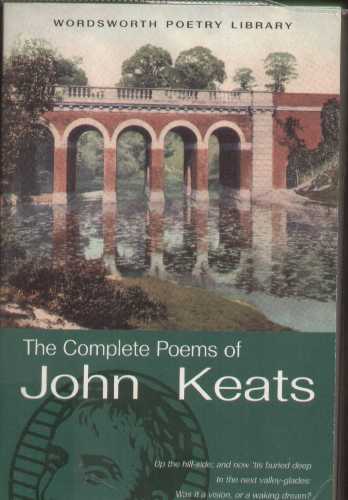 WORDSWORTH POETRY LIBRARY
The Complete Poems of
John Keats
Up the hill-side; and now 'tis buried deep
In the next valley-glades:
Was it a vision, or a waking dream?